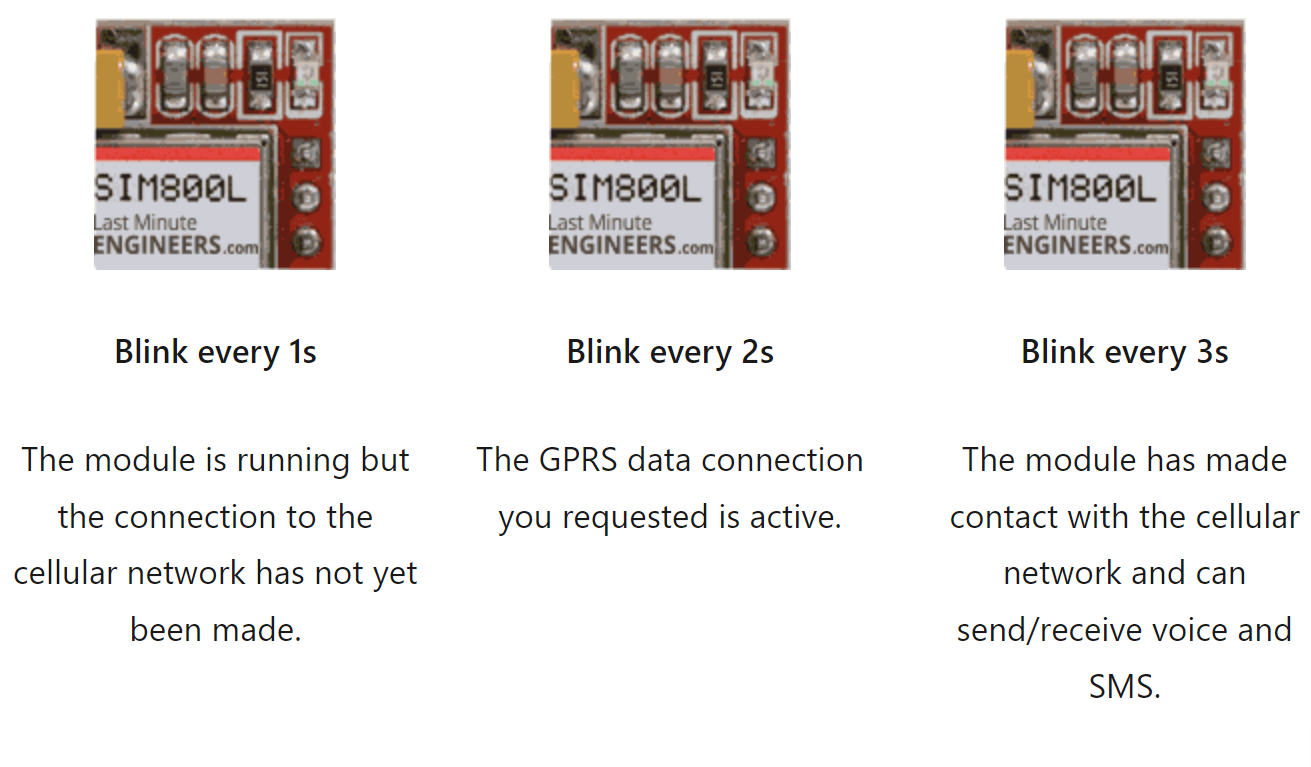 151
SIM800L
Last Minute
ENGINEERS.com
Blink every 1s
The module is running but
the connection to the
cellular network has not yet
been made.
151
SIM800L
Last Minute
ENGINEERS.com
Blink every 2s
The GPRS data connection
you requested is active.
151
SIM800L
Last Minute
ENGINEERS.com
Blink every 3s
The module has made
contact with the cellular
network and can
send/receive voice and
SMS.